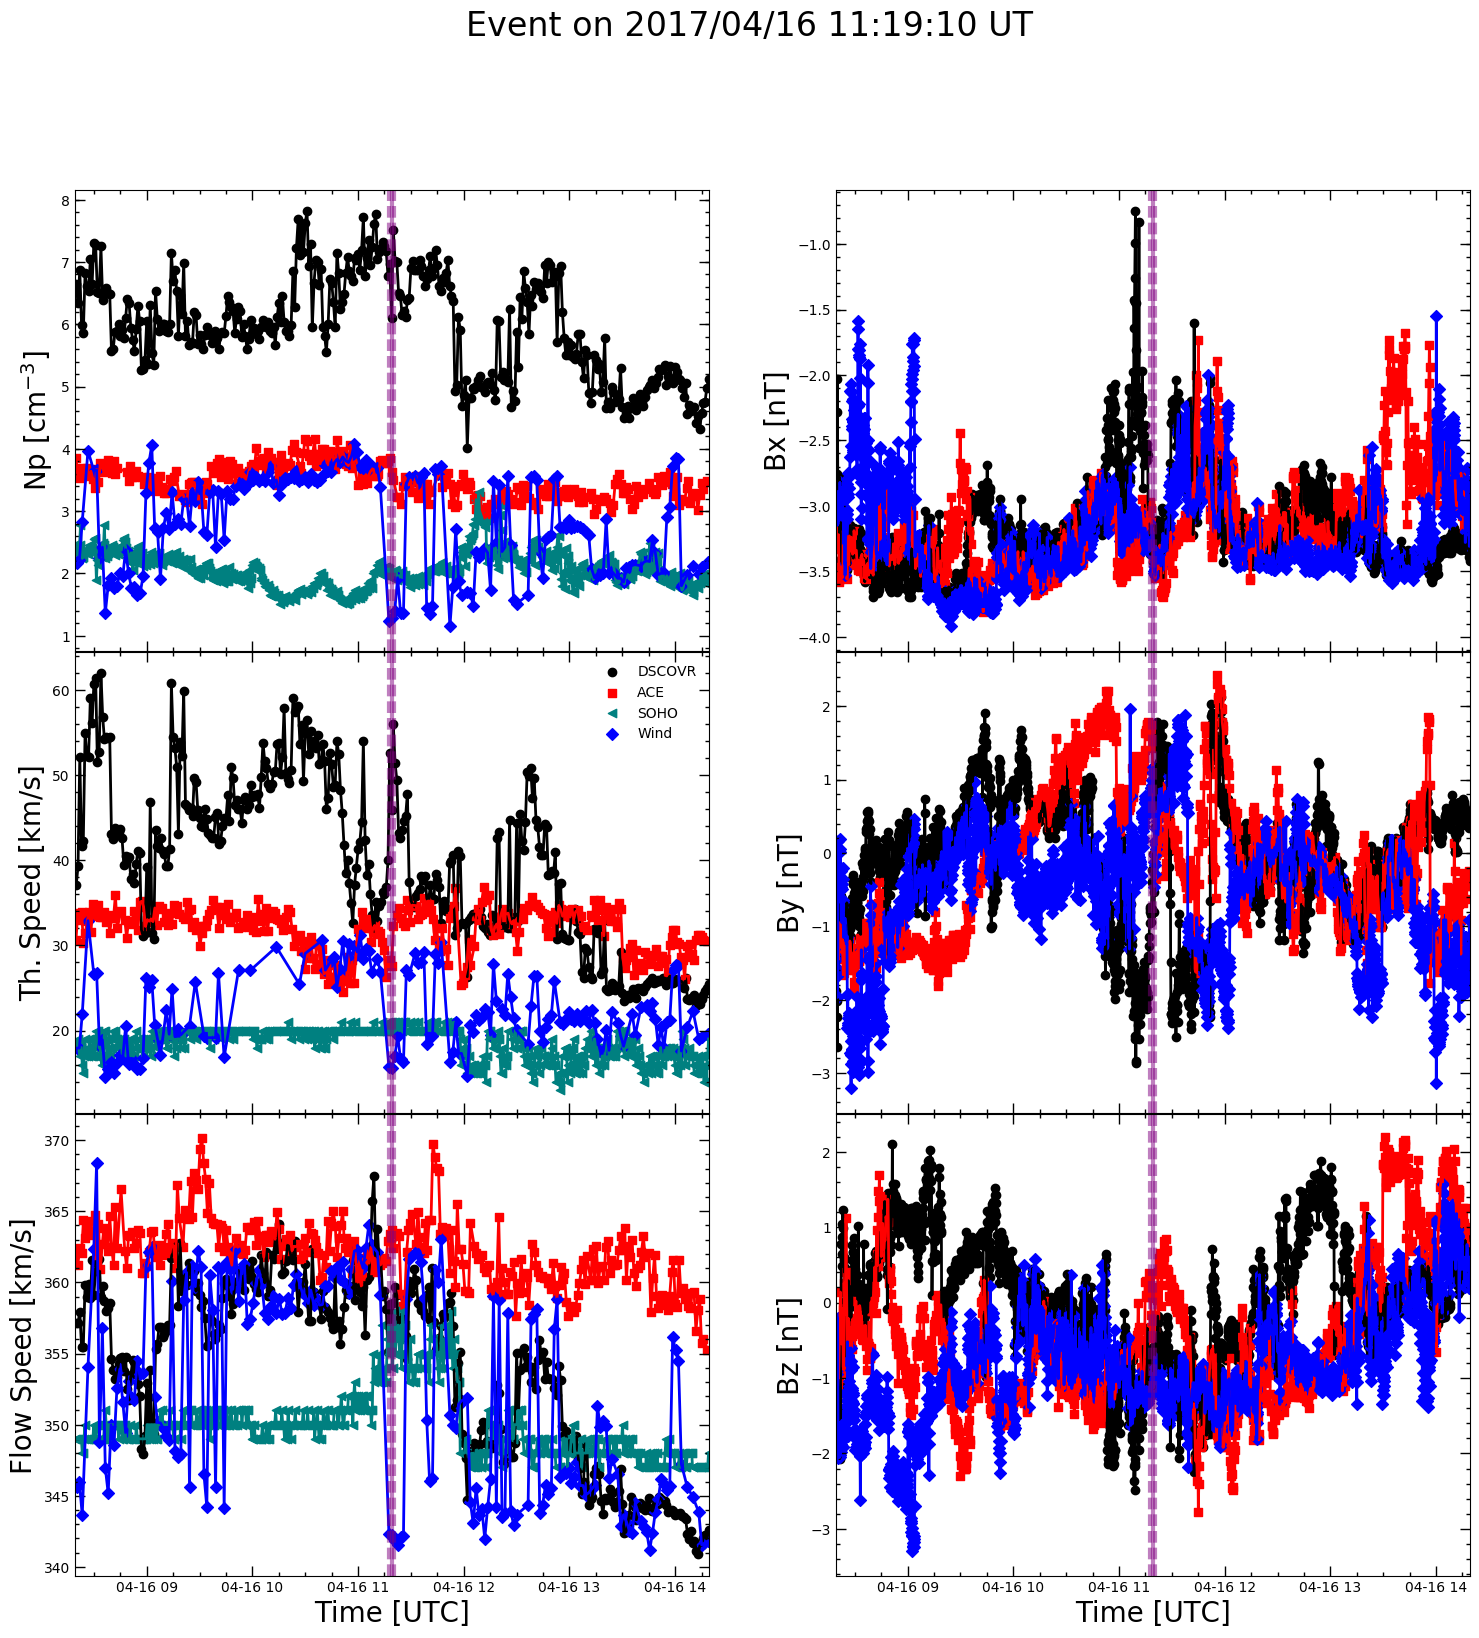 Event on 2017/04/16 11:19:10 UT
Np [cm⁻³]
8
7
6
5
4
3
2
1
Bx [nT]
−1.0
−1.5
−2.0
−2.5
−3.0
−3.5
−4.0
Th. Speed [km/s]
60
50
40
30
20
DSCOVR
ACE
SOHO
Wind
By [nT]
2
1
0
−1
−2
−3
Flow Speed [km/s]
370
365
360
355
350
345
340
04-16 09 04-16 10 04-16 11 04-16 12 04-16 13 04-16 14
Time [UTC]
Bz [nT]
2
1
0
−1
−2
−3
04-16 09 04-16 10 04-16 11 04-16 12 04-16 13 04-16 14
Time [UTC]